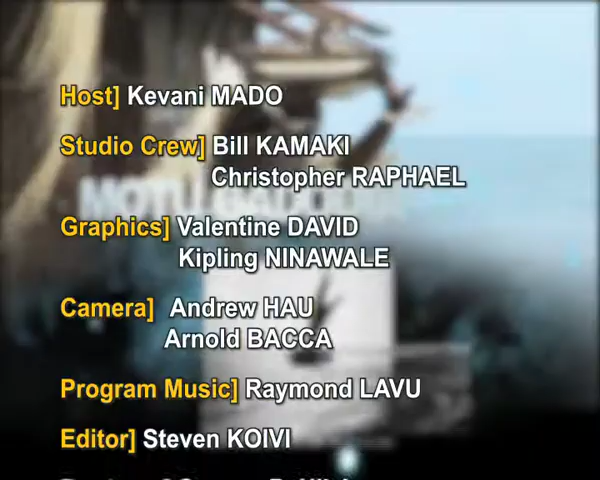 Host] Kevani MADO
Studio Crew] Bill KAMAKI
Christopher RAPHAEL
Graphics] Valentine DAVID
Kipling NINAWALE
Camera] Andrew HAU
Arnold BACCA
Program Music] Raymond LAVU
Editor] Steven KOIVI